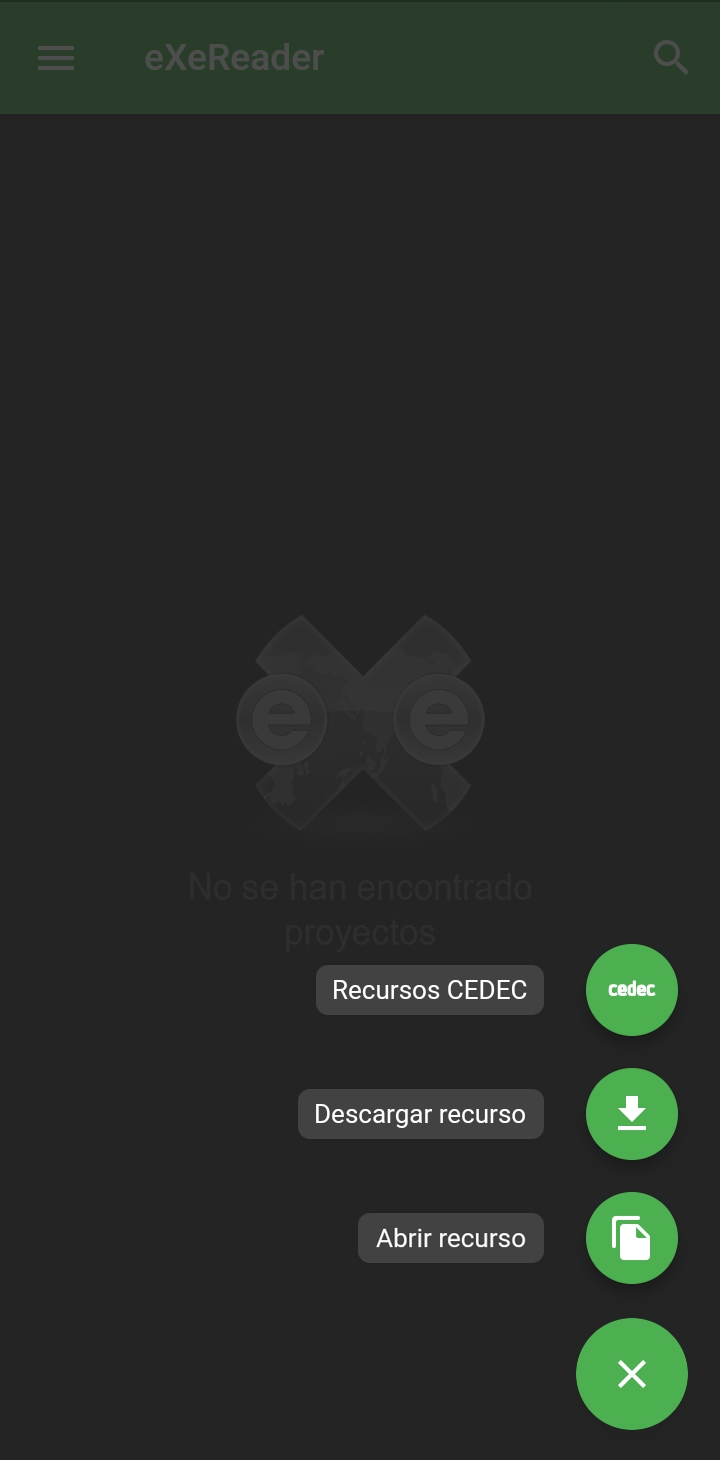 eXeReader
e e
No se han encontrado
proyectos
Recursos CEDEC
cedec
Descargar recurso
Abrir recurso